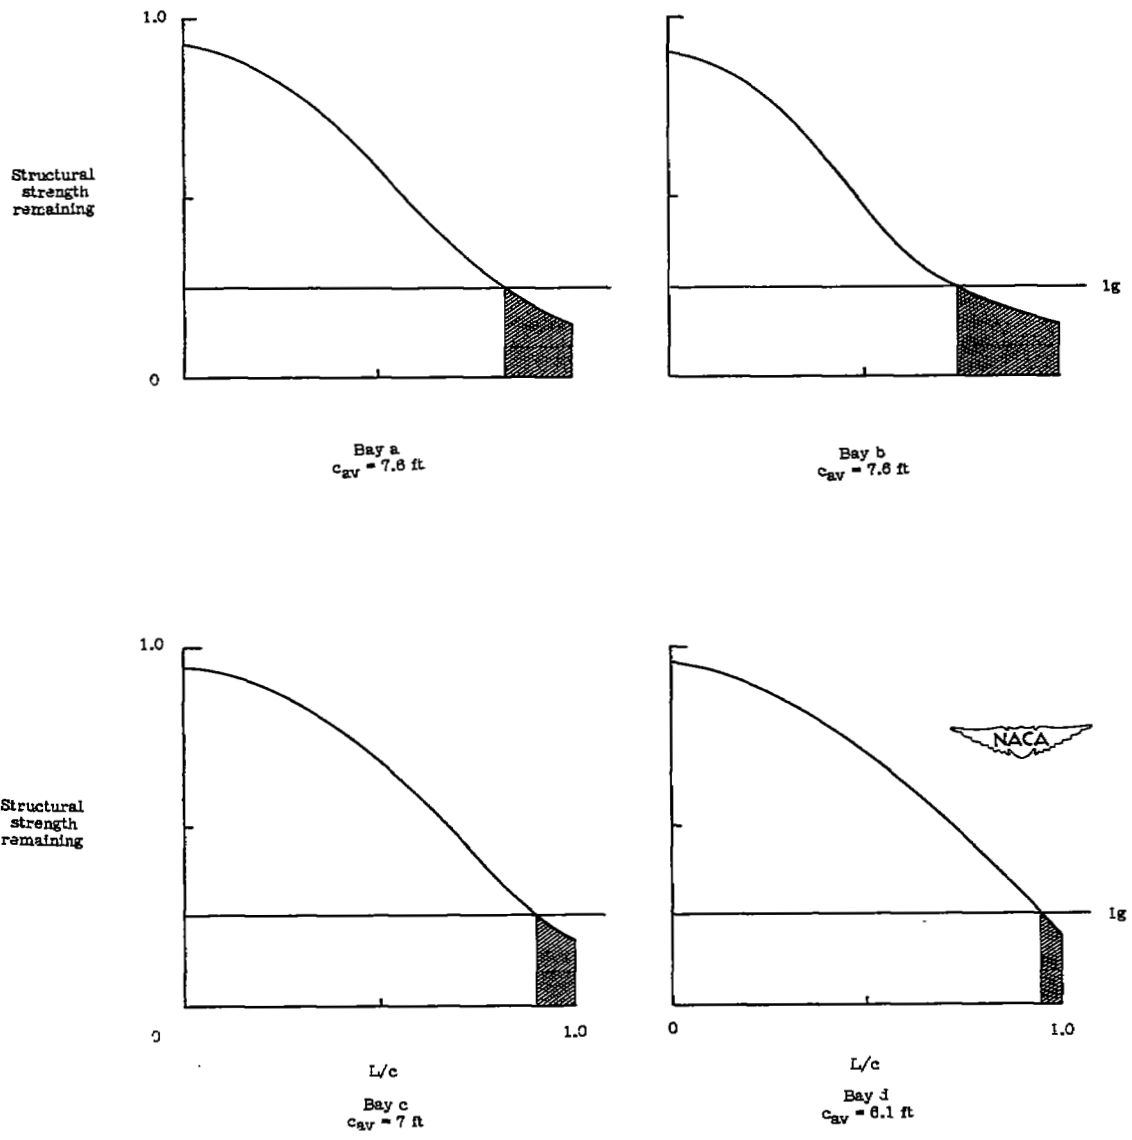 1.0
Structural
strength
remaining
1g
0
Bay a
c_av = 7.6 ft
Bay b
c_av = 7.6 ft
1.0
NACA
Structural
strength
remaining
1g
0
1.0
0
1.0
L/c
L/c
Bay c
c_av = 7 ft
Bay d
c_av = 6.1 ft